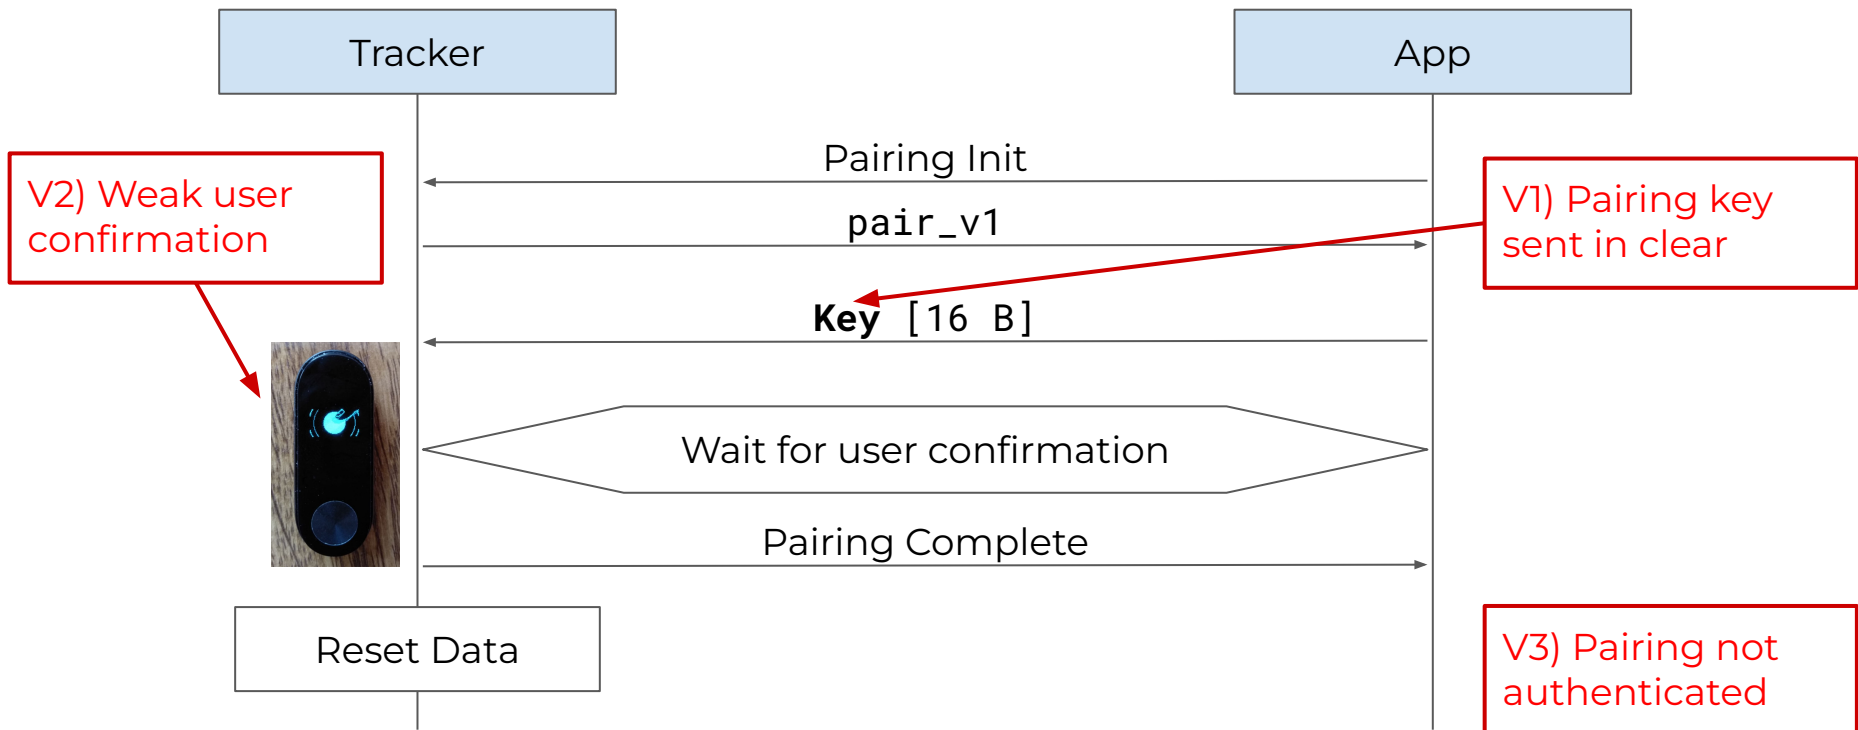 Tracker
App
Pairing Init
V2) Weak user
confirmation
V1) Pairing key
sent in clear
pair_v1
Key [16 B]
Wait for user confirmation
Pairing Complete
Reset Data
V3) Pairing not
authenticated